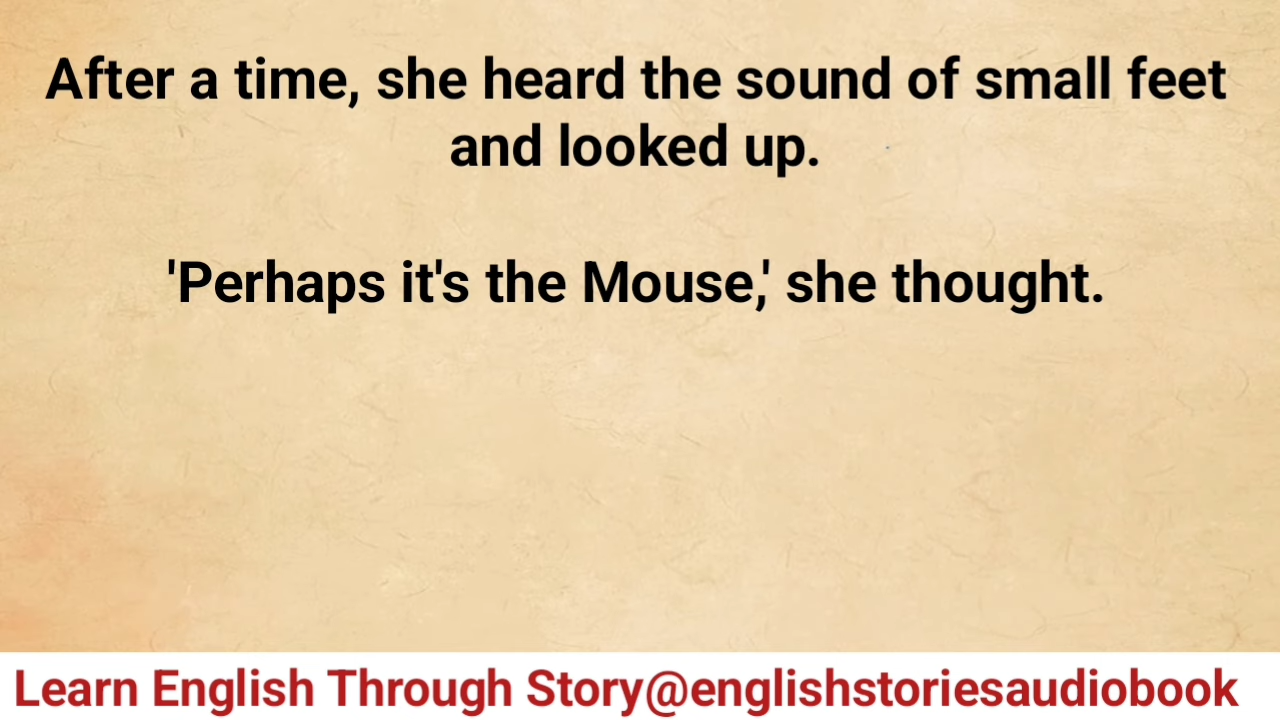 After a time, she heard the sound of small feet
and looked up.
'Perhaps it's the Mouse,' she thought.
Learn English Through Story@englishstoriesaudiobook